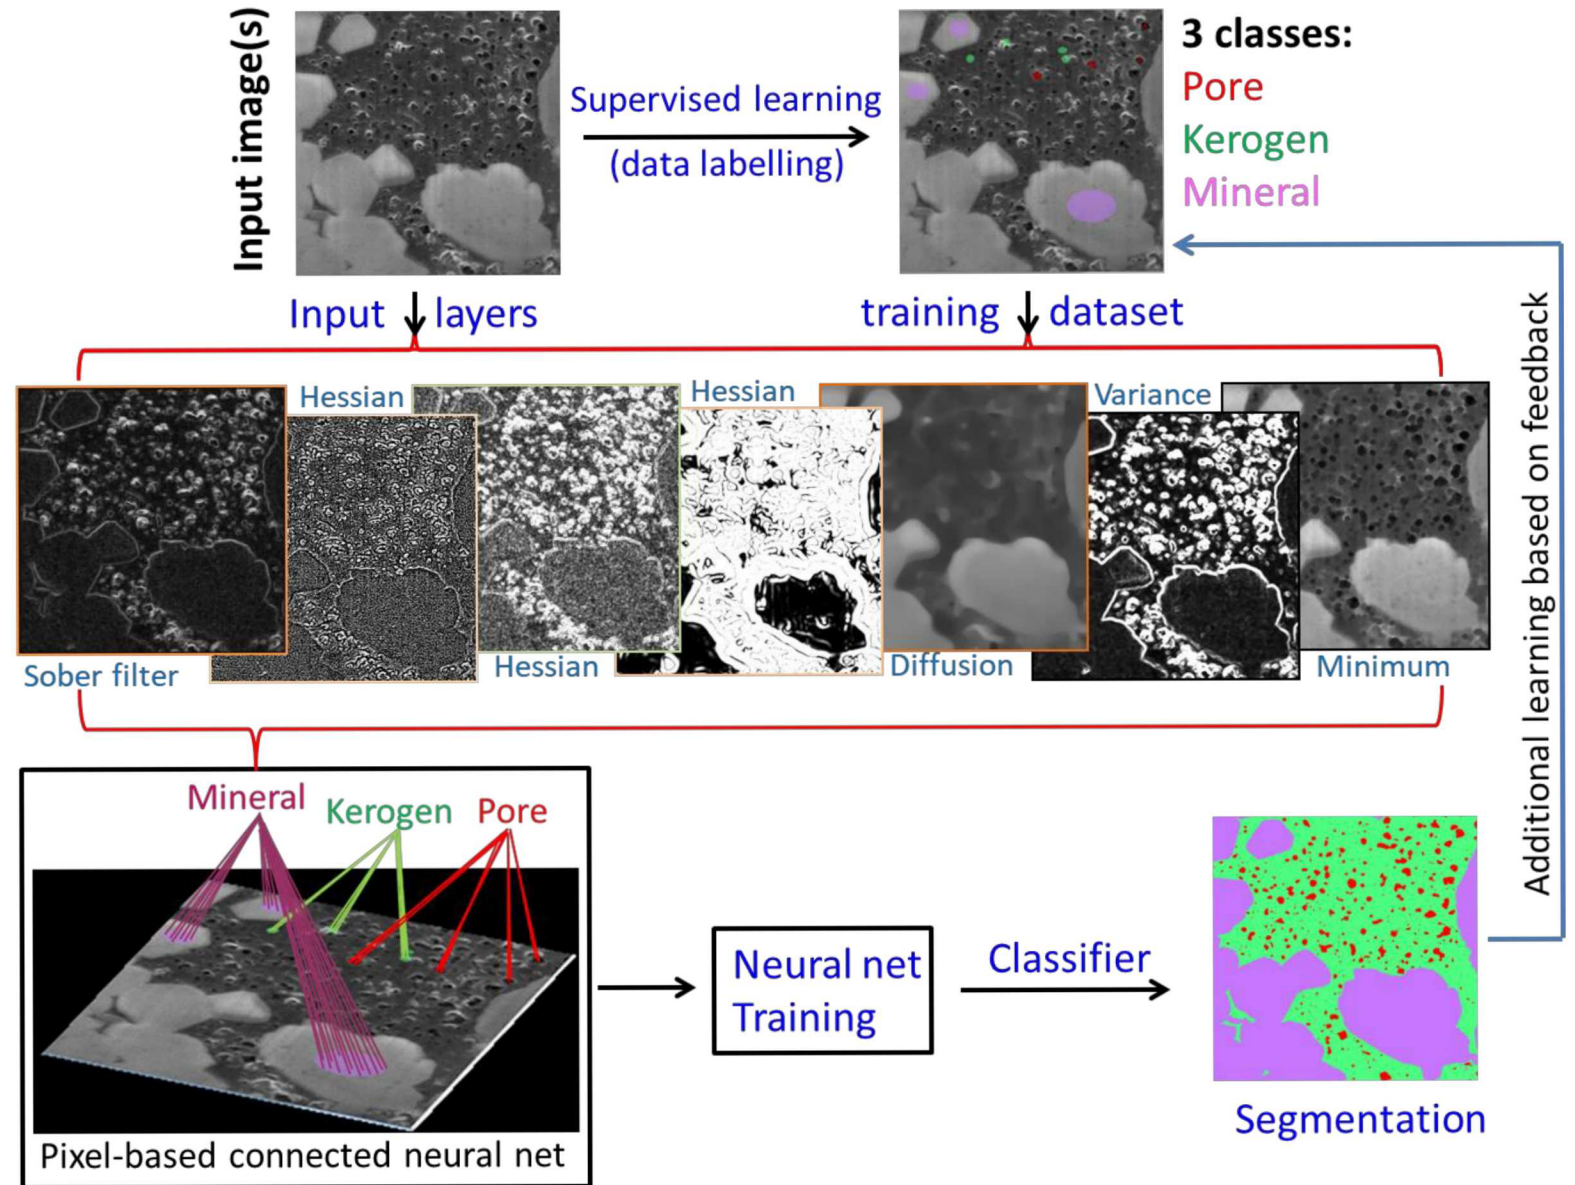 Input image(s)
Supervised learning
(data labelling)
3 classes:
Pore
Kerogen
Mineral
Input layers
training dataset
Hessian
Hessian
Variance
Sober filter
Hessian
Diffusion
Minimum
Additional learning based on feedback
Mineral
Kerogen
Pore
Pixel-based connected neural net
Neural net
Training
Classifier
Segmentation